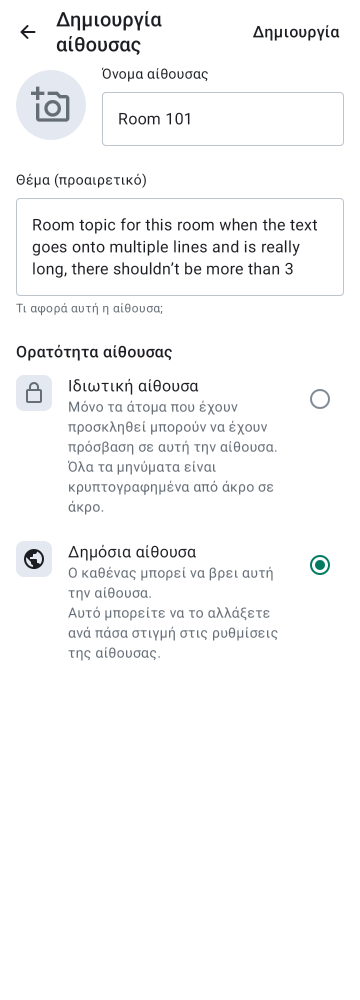 Δημιουργία
αίθουσας
Δημιουργία
Όνομα αίθουσας
Room 101
Θέμα (προαιρετικό)
Room topic for this room when the text
goes onto multiple lines and is really
long, there shouldn’t be more than 3
Τι αφορά αυτή η αίθουσα;
Ορατότητα αίθουσας
Ιδιωτική αίθουσα
Μόνο τα άτομα που έχουν
προσκληθεί μπορούν να έχουν
πρόσβαση σε αυτή την αίθουσα.
Όλα τα μηνύματα είναι
κρυπτογραφημένα από άκρο σε
άκρο.
Δημόσια αίθουσα
Ο καθένας μπορεί να βρει αυτή
την αίθουσα.
Αυτό μπορείτε να το αλλάξετε
ανά πάσα στιγμή στις ρυθμίσεις
της αίθουσας.